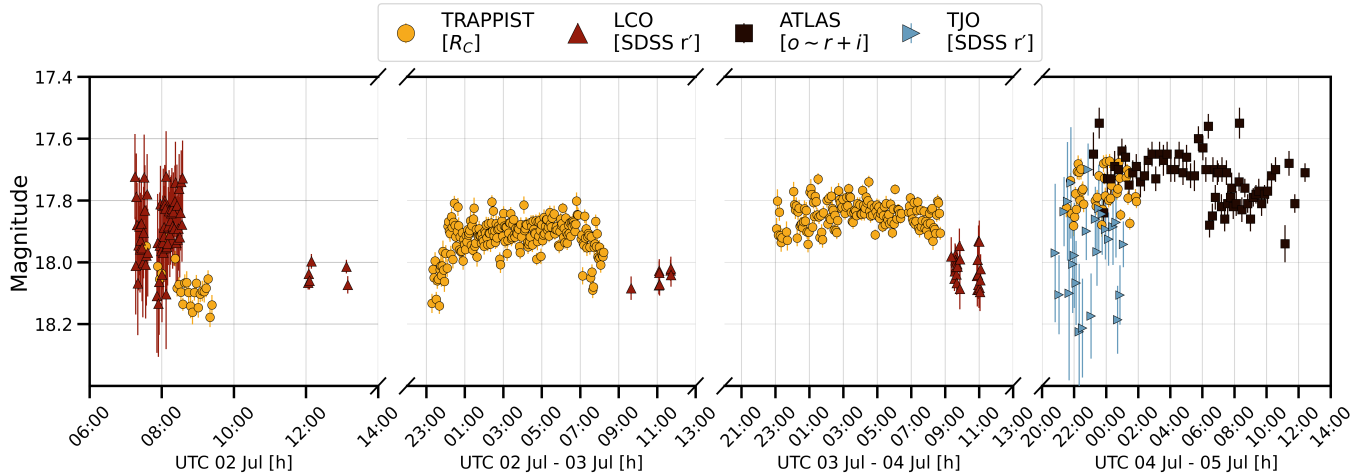 TRAPPIST LCO ATLAS TJO
[R_C] [SDSS r′] [o ~ r + i] [SDSS r′]
Magnitude
17.4
17.6
17.8
18.0
18.2
06:00 08:00 10:00 12:00 14:00
23:00 01:00 03:00 05:00 07:00 09:00 11:00 13:00
21:00 23:00 01:00 03:00 05:00 07:00 09:00 11:00 13:00
20:00 22:00 00:00 02:00 04:00 06:00 08:00 10:00 12:00 14:00
UTC 02 Jul [h] UTC 02 Jul - 03 Jul [h] UTC 03 Jul - 04 Jul [h] UTC 04 Jul - 05 Jul [h]